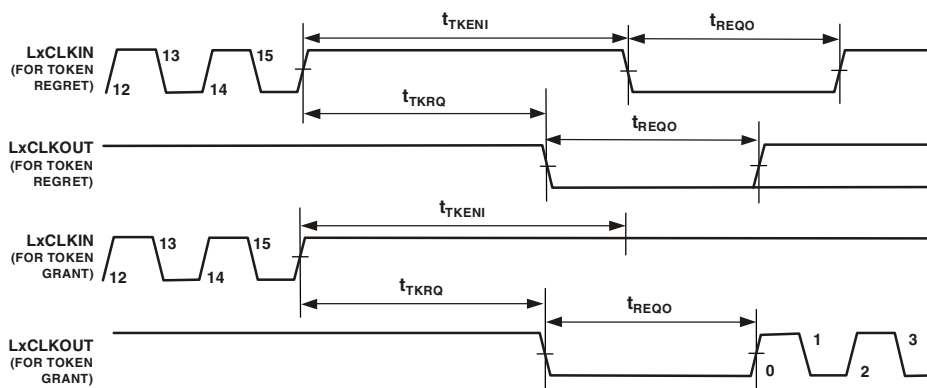 tTKENI
tREQO
LxCLKIN
(FOR TOKEN
REGRET)
12
13
14
15
tTKRQ
tREQO
LxCLKOUT
(FOR TOKEN
REGRET)
tTKENI
LxCLKIN
(FOR TOKEN
GRANT)
12
13
14
15
tTKRQ
tREQO
LxCLKOUT
(FOR TOKEN
GRANT)
0
1
2
3